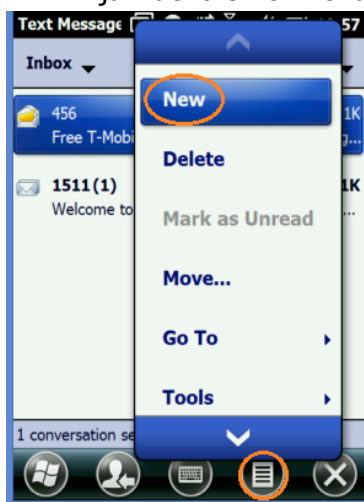 Text Message 57
Inbox
456 1K
Free T-Mobi
1511 (1) 1K
Welcome to ...
New
Delete
Mark as Unread
Move...
Go To
Tools
1 conversation se